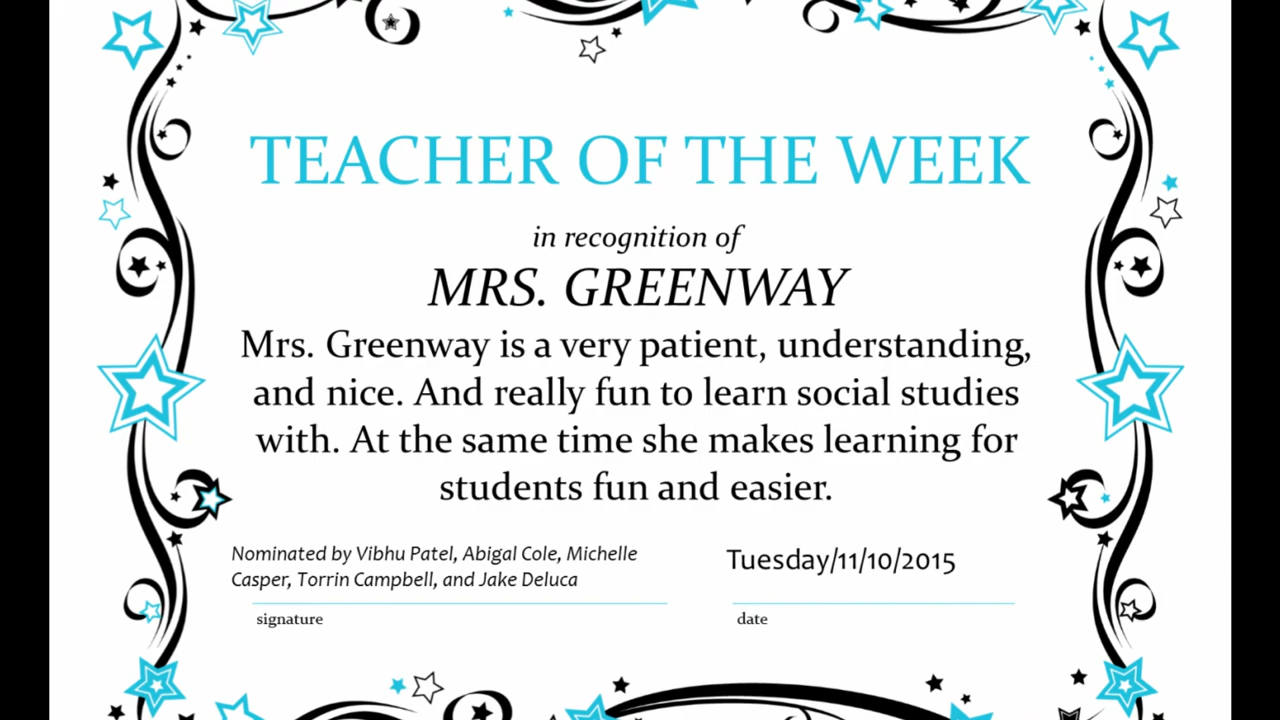 TEACHER OF THE WEEK
in recognition of
MRS. GREENWAY
Mrs. Greenway is a very patient, understanding,
and nice. And really fun to learn social studies
with. At the same time she makes learning for
students fun and easier.
Nominated by Vibhu Patel, Abigal Cole, Michelle
Casper, Torrin Campbell, and Jake Deluca
Tuesday/11/10/2015
signature
date